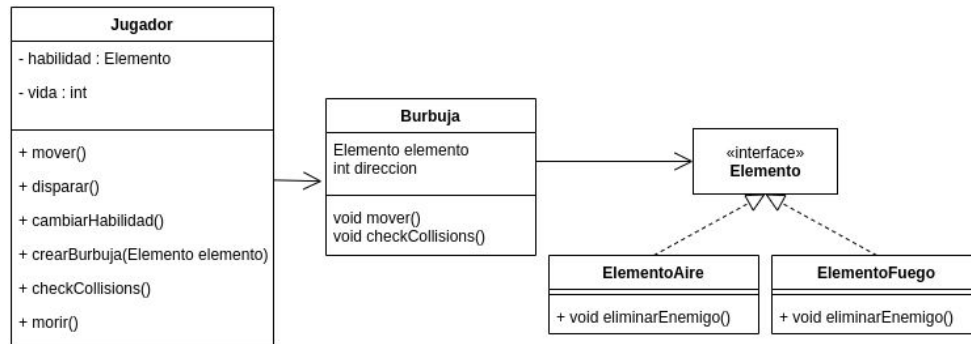 Jugador
- habilidad : Elemento
- vida : int
+ mover()
+ disparar()
+ cambiarHabilidad()
+ crearBurbuja(Elemento elemento)
+ checkCollisions()
+ morir()
Burbuja
Elemento elemento
int direccion
void mover()
void checkCollisions()
«interface»
Elemento
ElementoAire
+ void eliminarEnemigo()
ElementoFuego
+ void eliminarEnemigo()